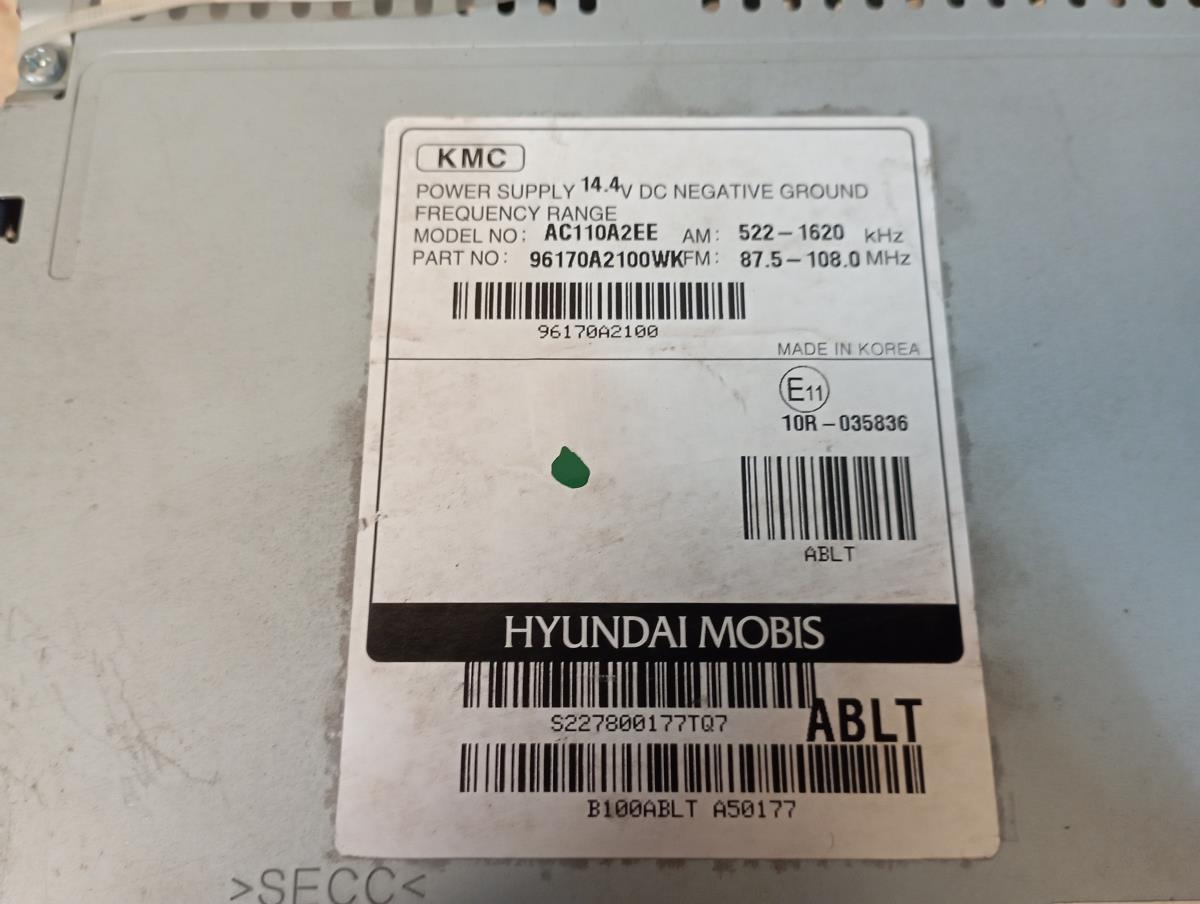 KMC
POWER SUPPLY 14.4V DC NEGATIVE GROUND
FREQUENCY RANGE
MODEL NO: AC110A2EE AM: 522-1620 kHz
PART NO: 96170A2100WK FM: 87.5-108.0 MHz
96170A2100
MADE IN KOREA
E11
10R-035836
ABLT
HYUNDAI MOBIS
S227800177TQ7
ABLT
B100ABLT A50177
>SECC<